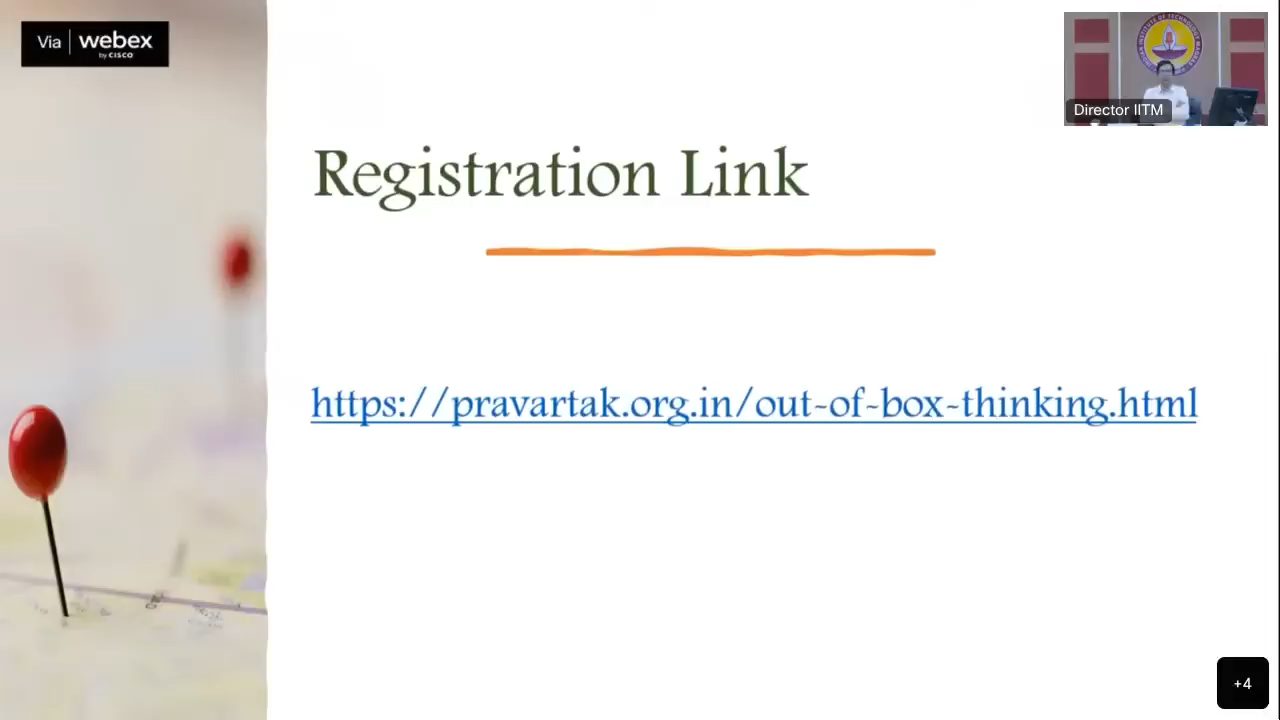 Via | webex
by CISCO
Director IITM
Registration Link
https://pravartak.org.in/out-of-box-thinking.html
+4